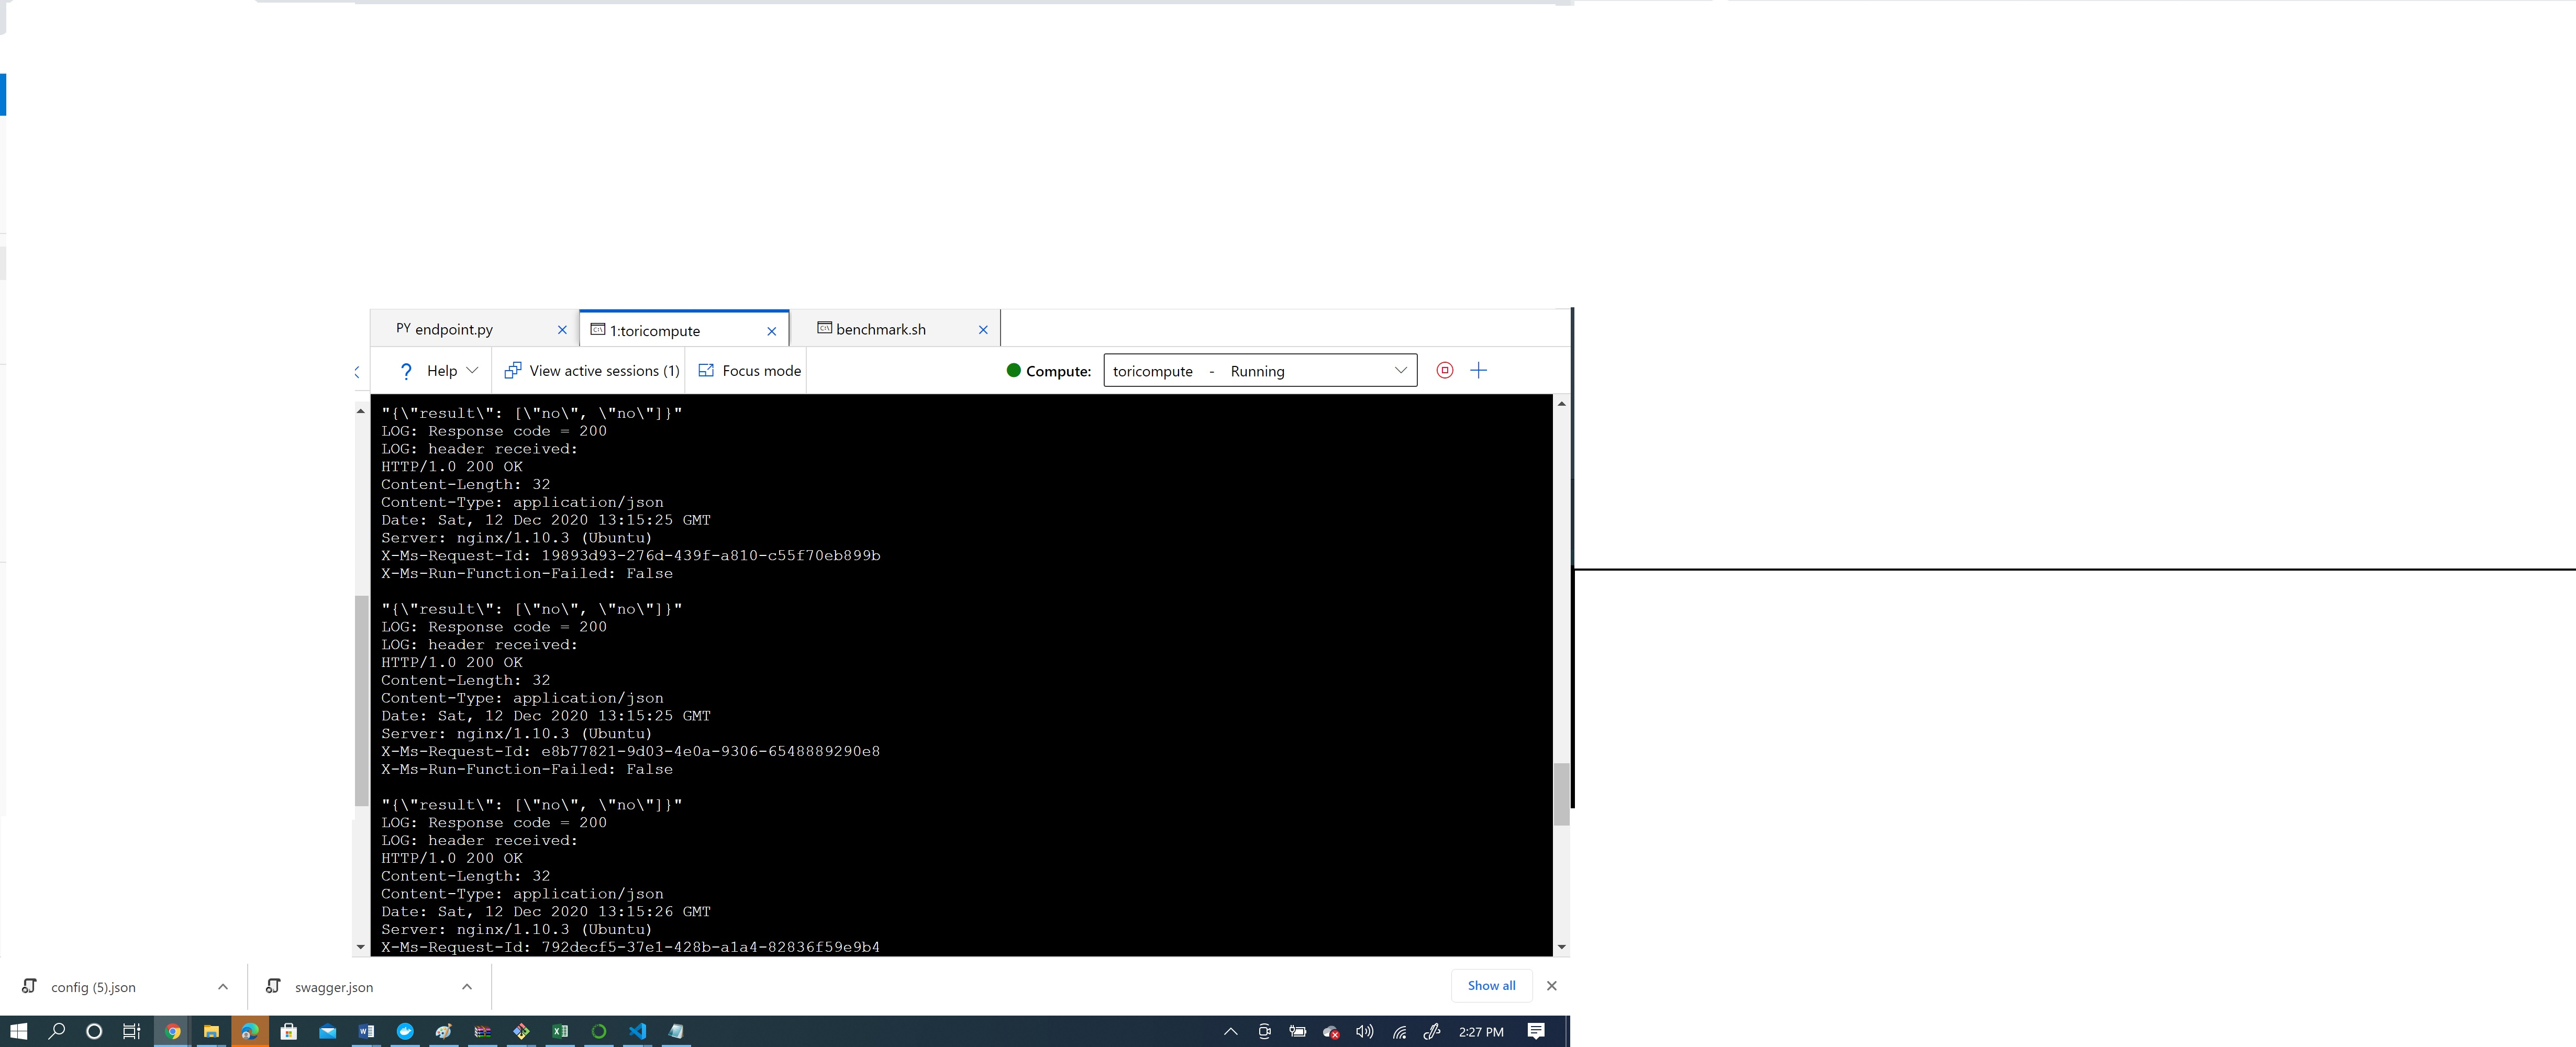 PY endpoint.py
1:toricompute
benchmark.sh
? Help
View active sessions (1)
Focus mode
Compute:
toricompute - Running
"{\"result\": [\"no\", \"no\"]}"
LOG: Response code = 200
LOG: header received:
HTTP/1.0 200 OK
Content-Length: 32
Content-Type: application/json
Date: Sat, 12 Dec 2020 13:15:25 GMT
Server: nginx/1.10.3 (Ubuntu)
X-Ms-Request-Id: 19893d93-276d-439f-a810-c55f70eb899b
X-Ms-Run-Function-Failed: False
"{\"result\": [\"no\", \"no\"]}"
LOG: Response code = 200
LOG: header received:
HTTP/1.0 200 OK
Content-Length: 32
Content-Type: application/json
Date: Sat, 12 Dec 2020 13:15:25 GMT
Server: nginx/1.10.3 (Ubuntu)
X-Ms-Request-Id: e8b77821-9d03-4e0a-9306-6548889290e8
X-Ms-Run-Function-Failed: False
"{\"result\": [\"no\", \"no\"]}"
LOG: Response code = 200
LOG: header received:
HTTP/1.0 200 OK
Content-Length: 32
Content-Type: application/json
Date: Sat, 12 Dec 2020 13:15:26 GMT
Server: nginx/1.10.3 (Ubuntu)
X-Ms-Request-Id: 792decf5-37e1-428b-a1a4-82836f59e9b4
config (5).json
swagger.json
Show all
2:27 PM